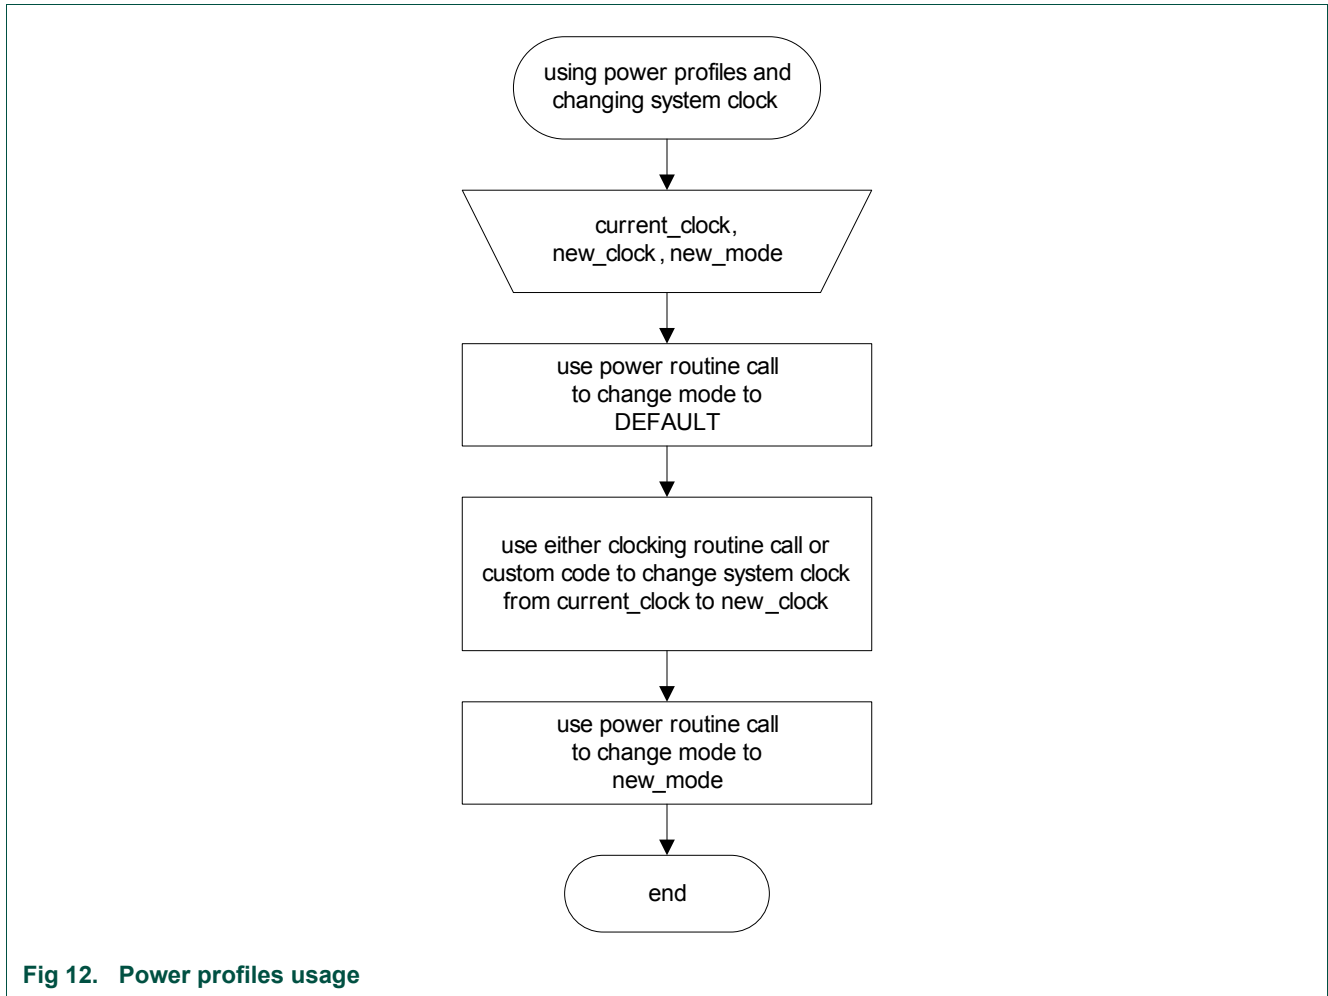 using power profiles and
changing system clock
current_clock,
new_clock, new_mode
use power routine call
to change mode to
DEFAULT
use either clocking routine call or
custom code to change system clock
from current_clock to new_clock
use power routine call
to change mode to
new_mode
end
Fig 12. Power profiles usage